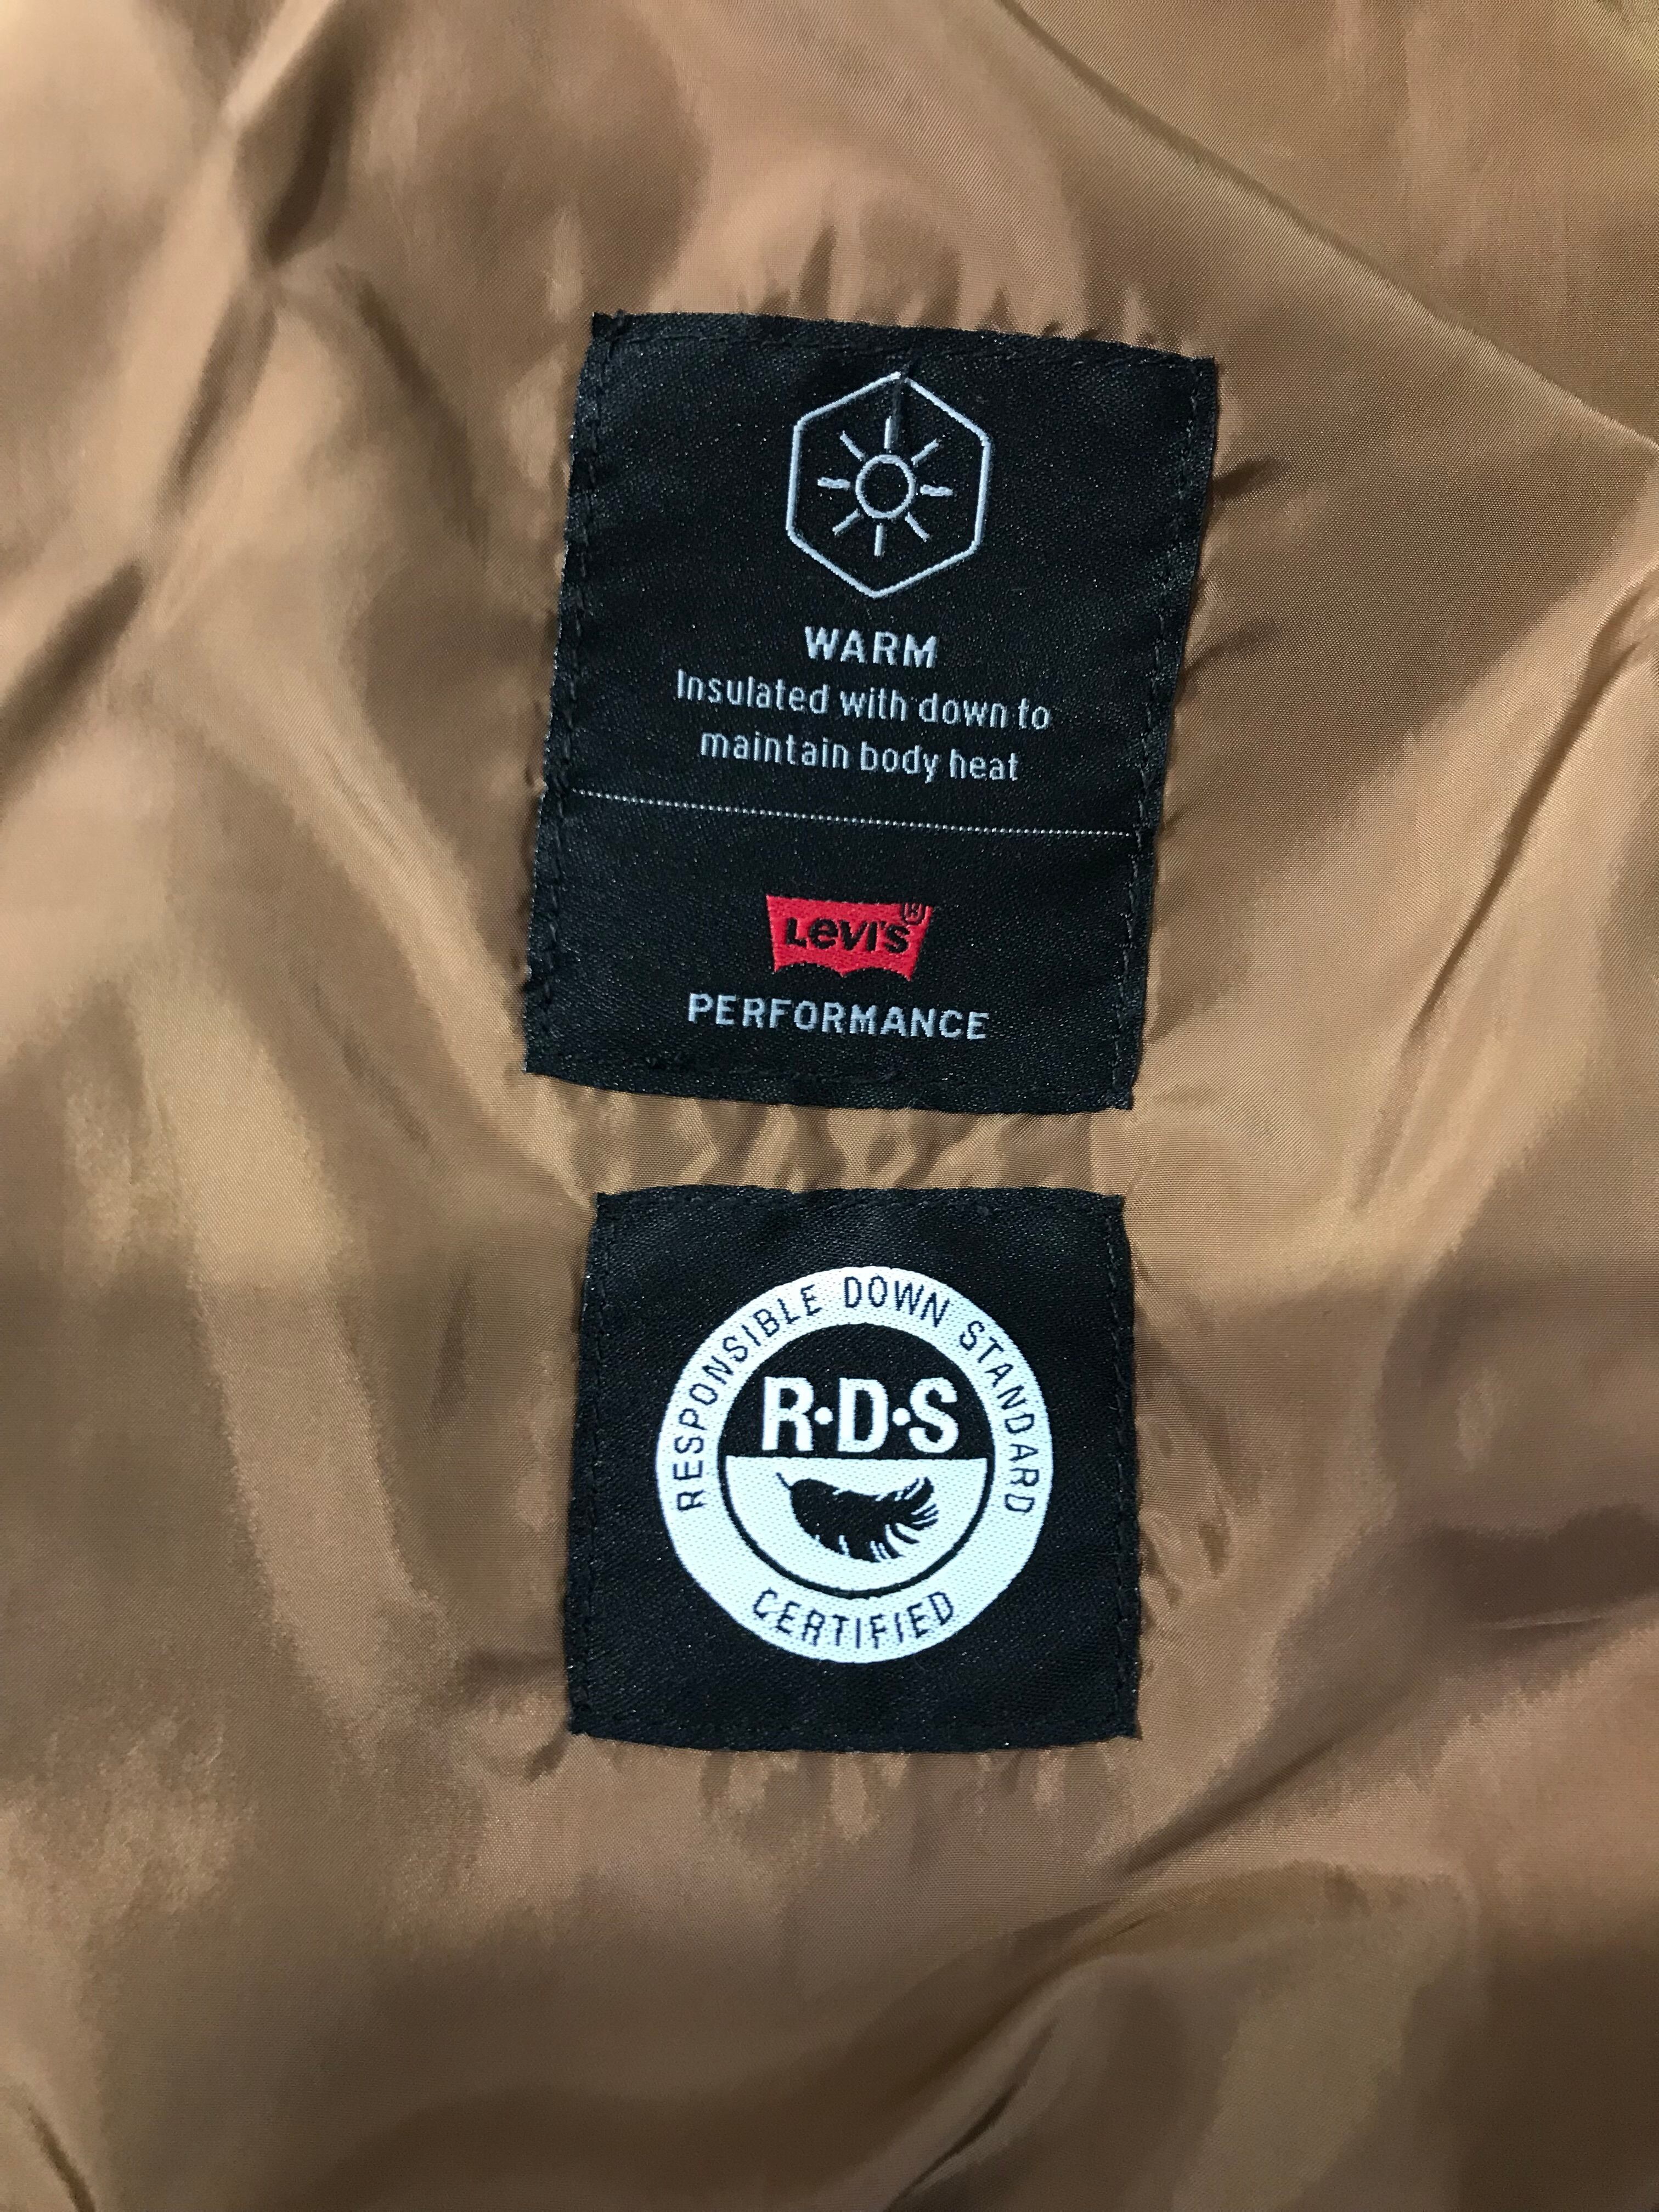 WARM
Insulated with down to
maintain body heat
Levi's®
PERFORMANCE
RESPONSIBLE DOWN STANDARD
R·D·S
CERTIFIED